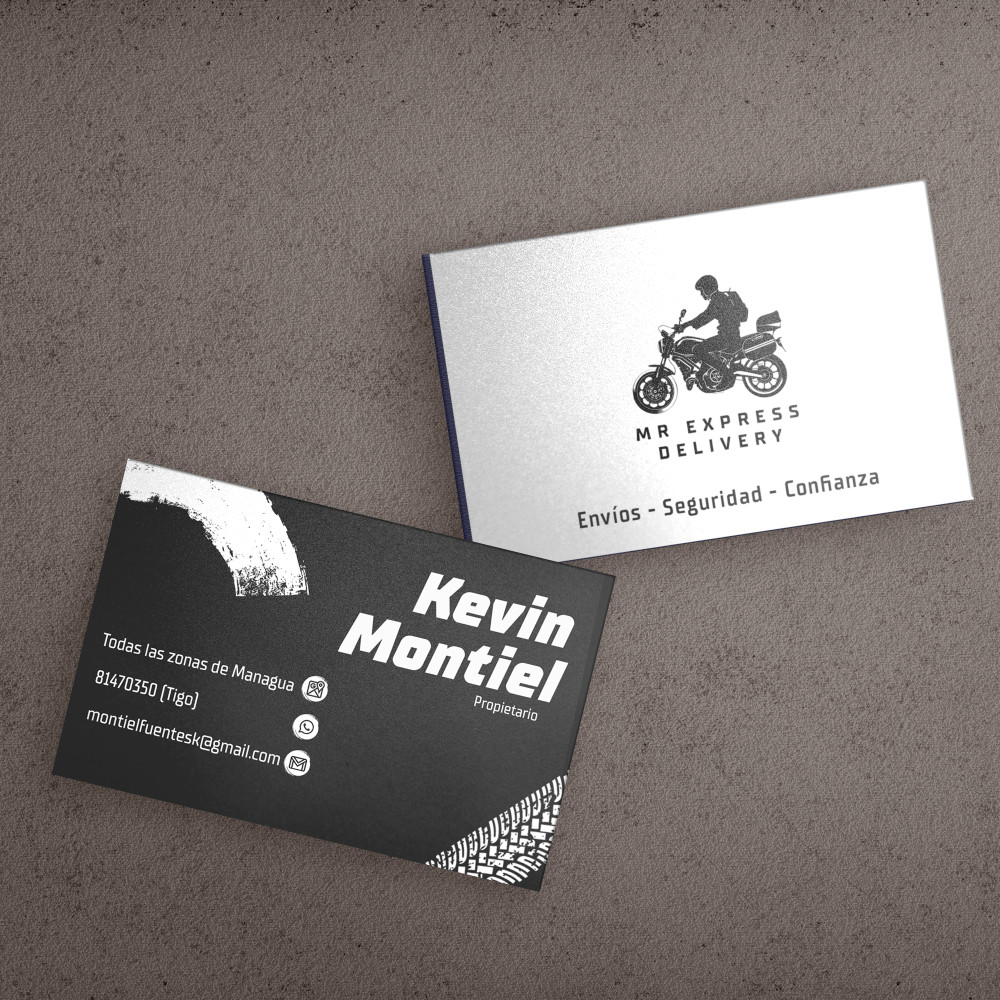 MR EXPRESS
DELIVERY
Envíos - Seguridad - Confianza
Kevin
Montiel
Propietario
Todas las zonas de Managua
81470350 (Tigo)
montielfuentesk@gmail.com